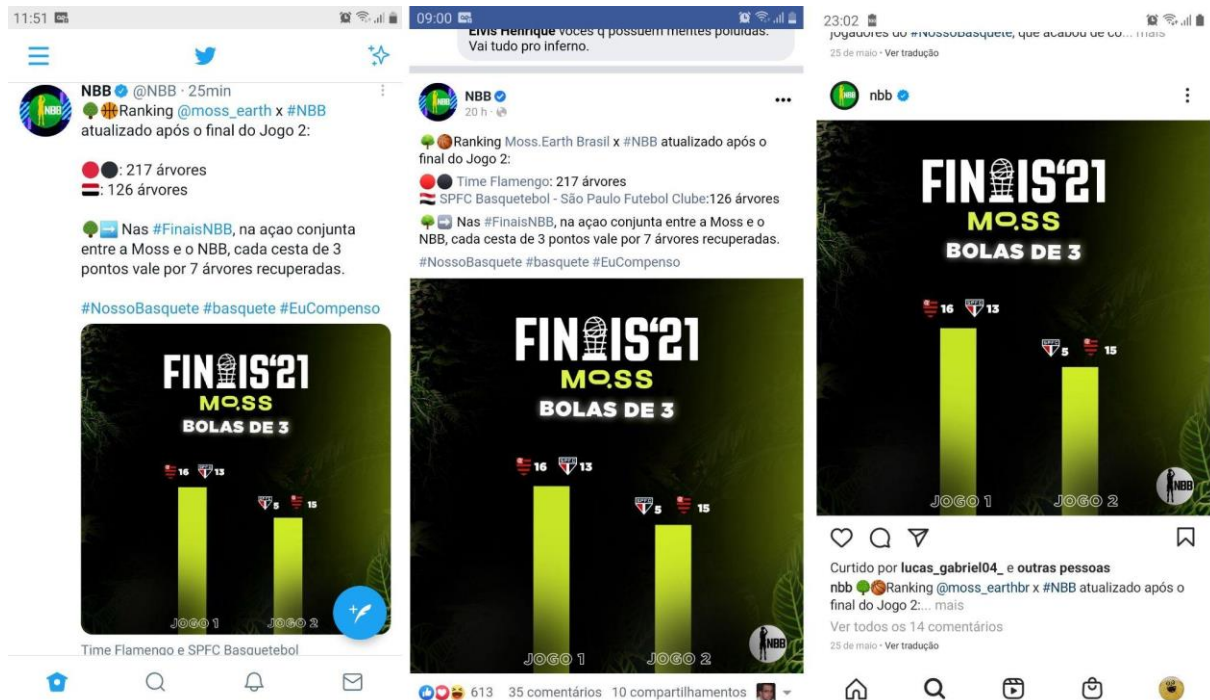 11:51
NBB @NBB · 25min
Ranking @moss_earth x #NBB
atualizado após o final do Jogo 2:
: 217 árvores
: 126 árvores
Nas #FinaisNBB, na ação conjunta
entre a Moss e o NBB, cada cesta de 3
pontos vale por 7 árvores recuperadas.
#NossoBasquete #basquete #EuCompenso
FINAIS'21
MOSS
BOLAS DE 3
16 13
5 15
JOGO 1 JOGO 2
NBB
Time Flamengo e SPFC Basquetebol
09:00
Elvis Henrique voces q possuem mentes poluidas.
Vai tudo pro inferno.
NBB
20 h ·
Ranking Moss.Earth Brasil x #NBB atualizado após o
final do Jogo 2:
Time Flamengo: 217 árvores
SPFC Basquetebol - São Paulo Futebol Clube:126 árvores
Nas #FinaisNBB, na açao conjunta entre a Moss e o
NBB, cada cesta de 3 pontos vale por 7 árvores recuperadas.
#NossoBasquete #basquete #EuCompenso
FINAIS'21
MOSS
BOLAS DE 3
16 13
5 15
JOGO 1 JOGO 2
NBB
613 35 comentários 10 compartilhamentos
23:02
jogadores do #NossoBasquete, que acabou de co... mais
25 de maio · Ver tradução
nbb
FINAIS'21
MOSS
BOLAS DE 3
16 13
5 15
JOGO 1 JOGO 2
NBB
Curtido por lucas_gabriel04_ e outras pessoas
nbb Ranking @moss_earthbr x #NBB atualizado após o
final do Jogo 2:... mais
Ver todos os 14 comentários
25 de maio · Ver tradução